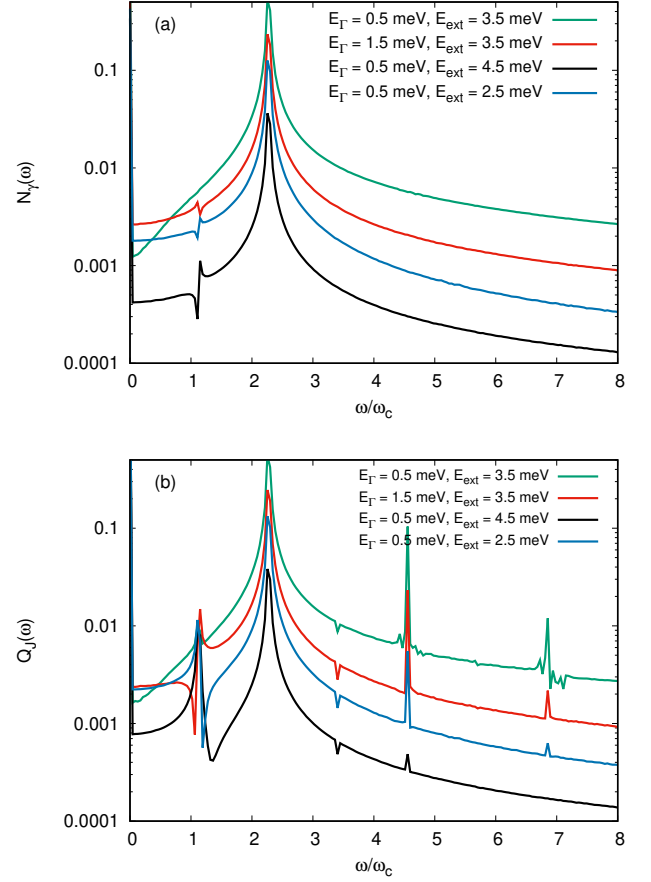 (a)
E_Γ = 0.5 meV, E_ext = 3.5 meV
E_Γ = 1.5 meV, E_ext = 3.5 meV
E_Γ = 0.5 meV, E_ext = 4.5 meV
E_Γ = 0.5 meV, E_ext = 2.5 meV
N_γ(ω)
0.1
0.01
0.001
0.0001
0 1 2 3 4 5 6 7 8
ω/ω_c
(b)
E_Γ = 0.5 meV, E_ext = 3.5 meV
E_Γ = 1.5 meV, E_ext = 3.5 meV
E_Γ = 0.5 meV, E_ext = 4.5 meV
E_Γ = 0.5 meV, E_ext = 2.5 meV
Q_J(ω)
0.1
0.01
0.001
0.0001
0 1 2 3 4 5 6 7 8
ω/ω_c